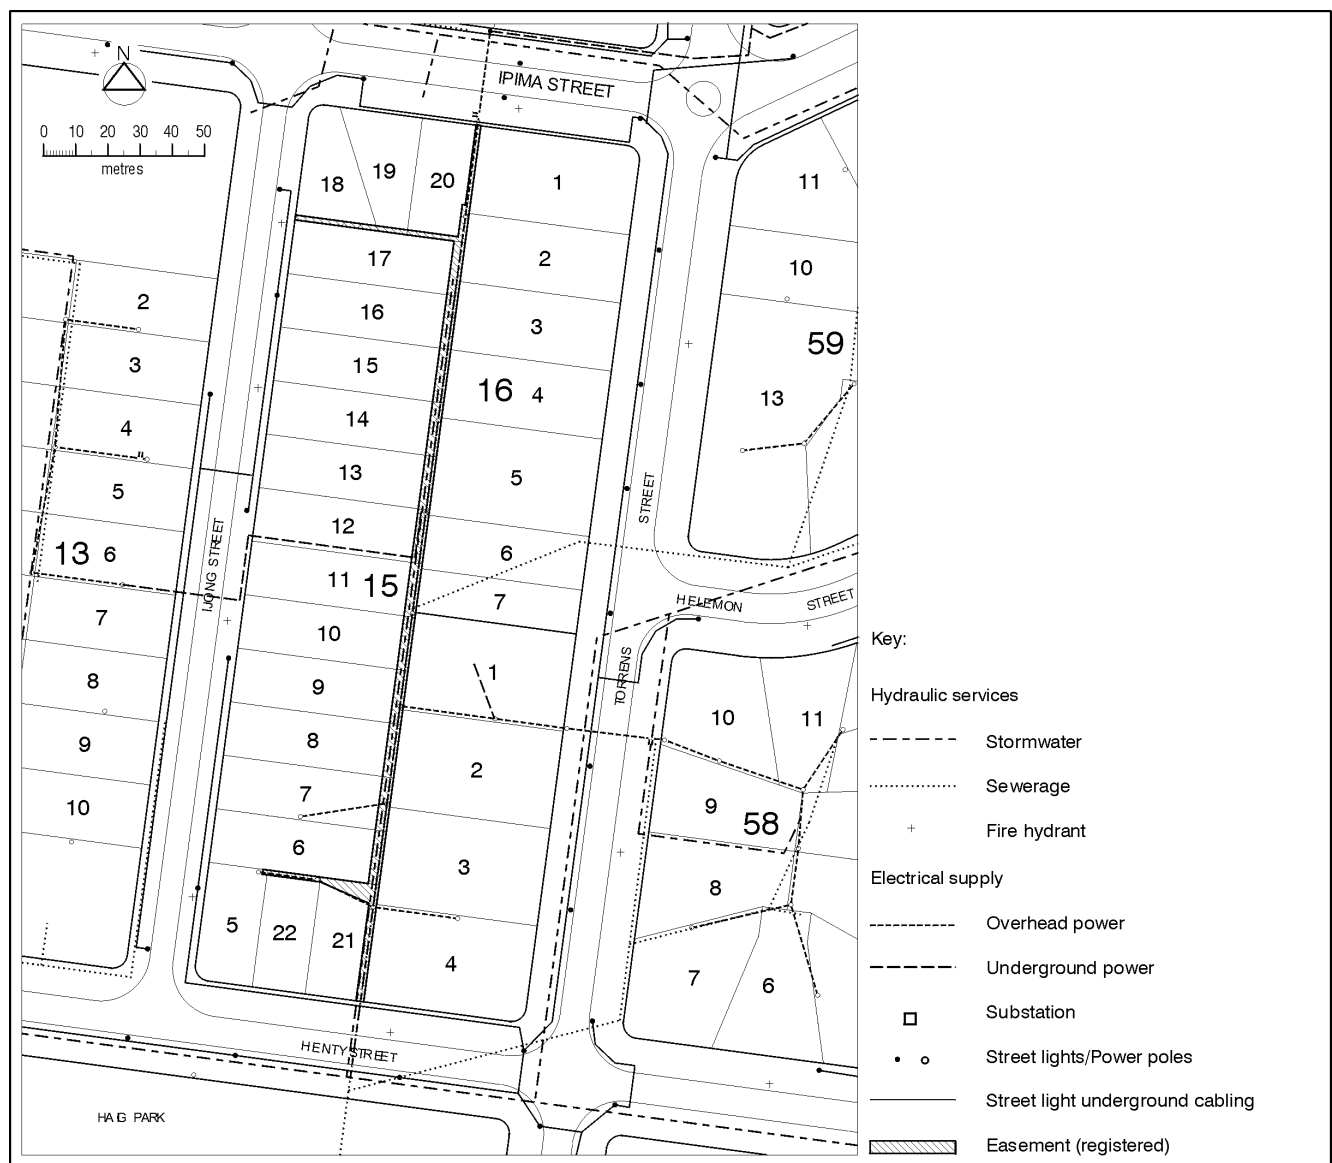 N
IPIMA STREET
0 10 20 30 40 50
metres
18 19 20 1
11
17 2
10
2
16 3
59
3
15
16 4
13
4
14
5
13
5
12
6
13 6
11 15
7
IJONG STREET
STREET
HELEMON
STREET
7
10
TORRENS
8
9
1
10 11
9
8
2
10
7
9
58
6
3
8
5 22 21
4
7 6
HENTY STREET
HAIG PARK
Key:
Hydraulic services
Stormwater
Sewerage
Fire hydrant
Electrical supply
Overhead power
Underground power
Substation
Street lights/Power poles
Street light underground cabling
Easement (registered)